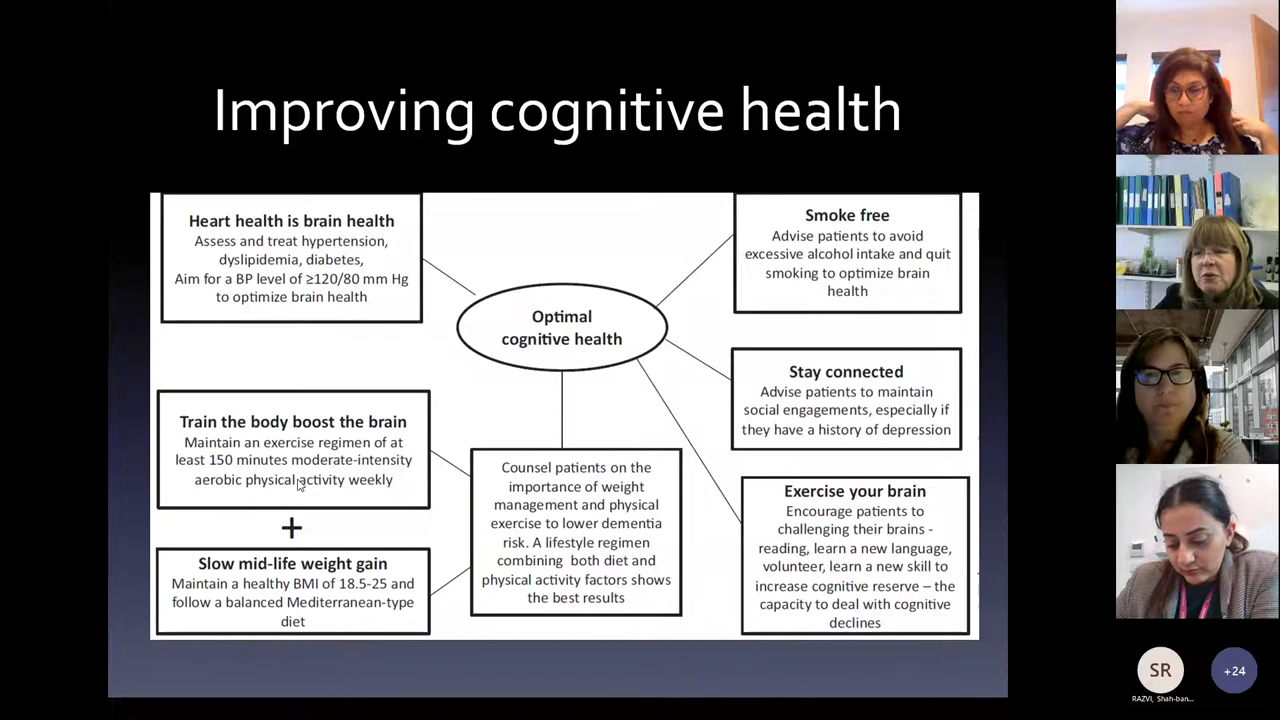 Improving cognitive health
Heart health is brain health
Assess and treat hypertension,
dyslipidemia, diabetes,
Aim for a BP level of ≥120/80 mm Hg
to optimize brain health
Smoke free
Advise patients to avoid
excessive alcohol intake and quit
smoking to optimize brain
health
Optimal
cognitive health
Stay connected
Advise patients to maintain
social engagements, especially if
they have a history of depression
Train the body boost the brain
Maintain an exercise regimen of at
least 150 minutes moderate-intensity
aerobic physical activity weekly
+
Slow mid-life weight gain
Maintain a healthy BMI of 18.5-25 and
follow a balanced Mediterranean-type
diet
Counsel patients on the
importance of weight
management and physical
exercise to lower dementia
risk. A lifestyle regimen
combining both diet and
physical activity factors shows
the best results
Exercise your brain
Encourage patients to
challenging their brains -
reading, learn a new language,
volunteer, learn a new skill to
increase cognitive reserve – the
capacity to deal with cognitive
declines
SR
RAZVI, Shah-ban...
+24